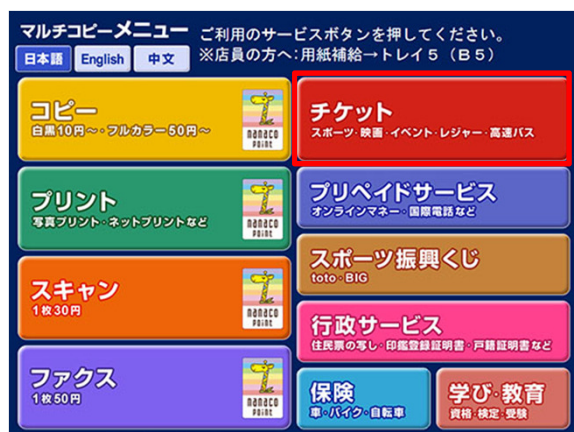 マルチコピーメニュー
ご利用のサービスボタンを押してください。
日本語 English 中文
※店員の方へ:用紙補給→トレイ5(B5)
コピー
白黒10円~・フルカラー50円~
nanaco
point
チケット
スポーツ・映画・イベント・レジャー・高速バス
プリント
写真プリント・ネットプリントなど
nanaco
point
プリペイドサービス
オンラインマネー・国際電話など
スキャン
1枚30円
nanaco
point
スポーツ振興くじ
toto・BIG
行政サービス
住民票の写し・印鑑登録証明書・戸籍証明書など
ファクス
1枚50円
nanaco
point
保険
車・バイク・自転車
学び・教育
資格・検定・受験